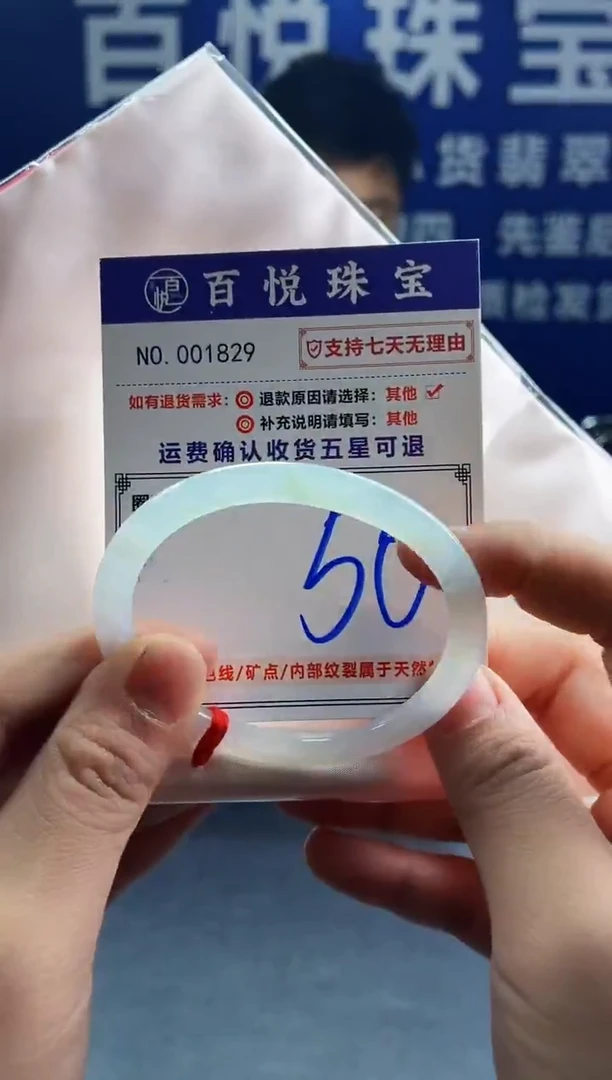 百悦珠宝
货翡翠
先鉴
质检发
百悦珠宝
NO.001829
支持七天无理由
如有退货需求：退款原因请选择：其他
补充说明请填写：其他
运费确认收货五星可退
50
线/矿点/内部纹裂属于天然